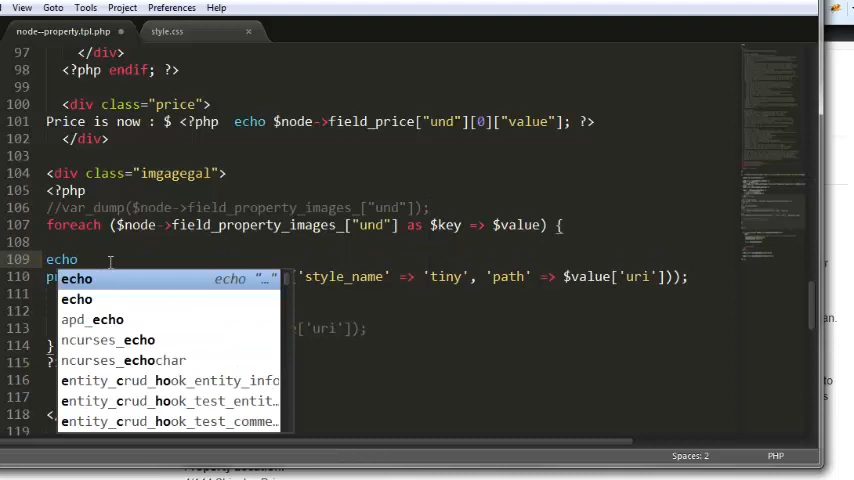 View Goto Tools Project Preferences Help
node--property.tpl.php style.css
97 </div>
98 <?php endif; ?>
99
100 <div class="price">
101 Price is now : $ <?php echo $node->field_price["und"][0]["value"]; ?>
102 </div>
103
104 <div class="imgagegal">
105 <?php
106 //var_dump($node->field_property_images_["und"]);
107 foreach ($node->field_property_images_["und"] as $key => $value) {
108
109 echo
110 'style_name' => 'tiny', 'path' => $value['uri']));
111
112
113 ['uri']);
114 }
115 ?
116
117
118 <
119
echo echo "…"
echo
apd_echo
ncurses_echo
ncurses_echochar
entity_crud_hook_entity_info
entity_crud_hook_test_entit…
entity_crud_hook_test_comme…
Spaces: 2 PHP